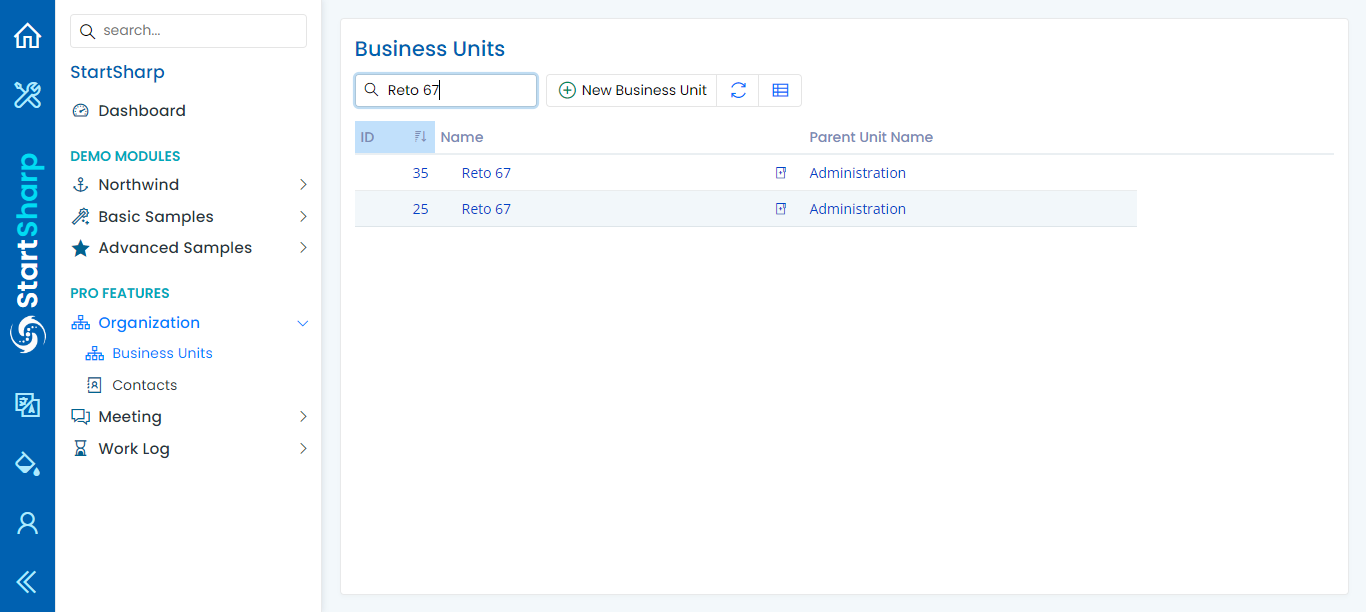 StartSharp
search...
StartSharp
Dashboard
DEMO MODULES
Northwind
Basic Samples
Advanced Samples
PRO FEATURES
Organization
Business Units
Contacts
Meeting
Work Log
Business Units
Reto 67 New Business Unit
ID Name Parent Unit Name
35 Reto 67 Administration
25 Reto 67 Administration